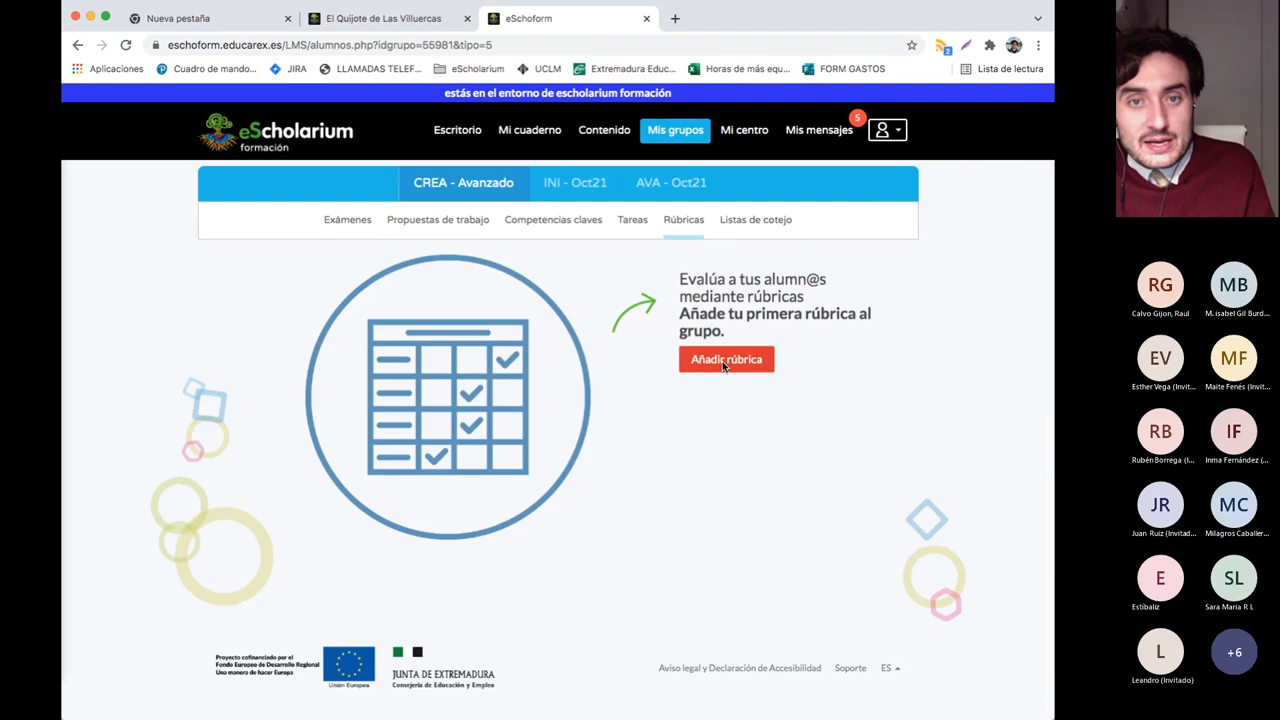 Nueva pestaña
El Quijote de Las Villuercas
eSchoform
eschoform.educarex.es/LMS/alumnos.php?idgrupo=55981&tipo=5
2
Aplicaciones
Cuadro de mando...
JIRA
LLAMADAS TELEF...
eScholarium
UCLM
Extremadura Educ...
Horas de más equ...
FORM GASTOS
Lista de lectura
estás en el entorno de escholarium formación
eScholarium
formación
Escritorio
Mi cuaderno
Contenido
Mis grupos
Mi centro
Mis mensajes
5
CREA - Avanzado
INI - Oct21
AVA - Oct21
Exámenes
Propuestas de trabajo
Competencias claves
Tareas
Rúbricas
Listas de cotejo
Evalúa a tus alumn@s
mediante rúbricas
Añade tu primera rúbrica al
grupo.
Añadir rúbrica
Proyecto cofinanciado por el
Fondo Europeo de Desarrollo Regional
Una manera de hacer Europa
Unión Europea
JUNTA DE EXTREMADURA
Consejería de Educación y Empleo
Aviso legal y Declaración de Accesibilidad
Soporte
ES
RG
Calvo Gijon, Raul
MB
M. isabel Gil Burd...
EV
Esther Vega (Invit...
MF
Maite Fenés (Invit...
RB
Rubén Borrega (I...
IF
Inma Fernández (...
JR
Juan Ruiz (Invitad...
MC
Milagros Caballer...
E
Estíbaliz
SL
Sara Maria R L
L
Leandro (Invitado)
+6